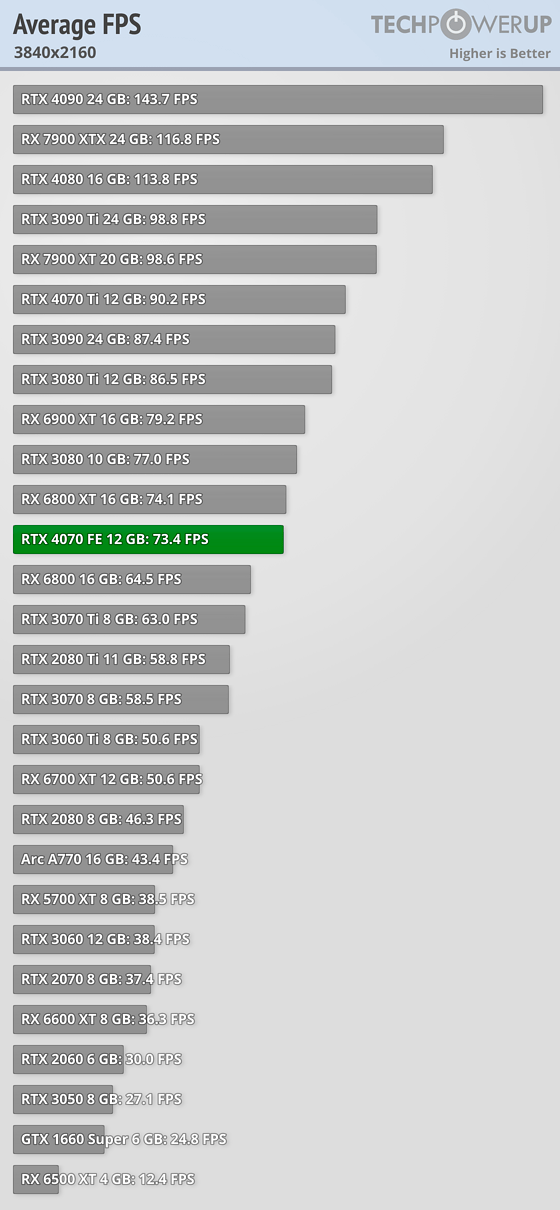 Average FPS
TECHPOWERUP
3840x2160
Higher is Better
RTX 4090 24 GB: 143.7 FPS
RX 7900 XTX 24 GB: 116.8 FPS
RTX 4080 16 GB: 113.8 FPS
RTX 3090 Ti 24 GB: 98.8 FPS
RX 7900 XT 20 GB: 98.6 FPS
RTX 4070 Ti 12 GB: 90.2 FPS
RTX 3090 24 GB: 87.4 FPS
RTX 3080 Ti 12 GB: 86.5 FPS
RX 6900 XT 16 GB: 79.2 FPS
RTX 3080 10 GB: 77.0 FPS
RX 6800 XT 16 GB: 74.1 FPS
RTX 4070 FE 12 GB: 73.4 FPS
RX 6800 16 GB: 64.5 FPS
RTX 3070 Ti 8 GB: 63.0 FPS
RTX 2080 Ti 11 GB: 58.8 FPS
RTX 3070 8 GB: 58.5 FPS
RTX 3060 Ti 8 GB: 50.6 FPS
RX 6700 XT 12 GB: 50.6 FPS
RTX 2080 8 GB: 46.3 FPS
Arc A770 16 GB: 43.4 FPS
RX 5700 XT 8 GB: 38.5 FPS
RTX 3060 12 GB: 38.4 FPS
RTX 2070 8 GB: 37.4 FPS
RX 6600 XT 8 GB: 36.3 FPS
RTX 2060 6 GB: 30.0 FPS
RTX 3050 8 GB: 27.1 FPS
GTX 1660 Super 6 GB: 24.8 FPS
RX 6500 XT 4 GB: 12.4 FPS